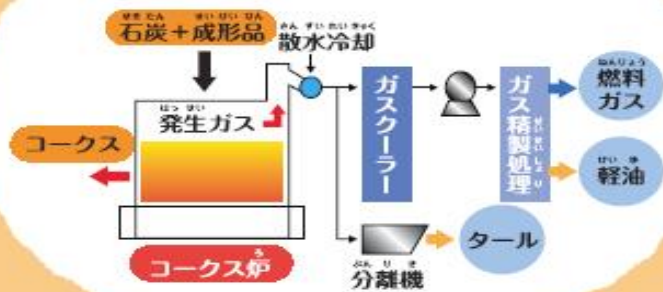 せきたん せいけいひん
石炭＋成形品
さんすいれいきゃく
散水冷却
はっせい
発生ガス
コークス
コークス炉
ろ
ガスクーラー
ガス精製処理
せいせいしょり
ねんりょう
燃料
ガス
けいゆ
軽油
タール
ぶんりき
分離機